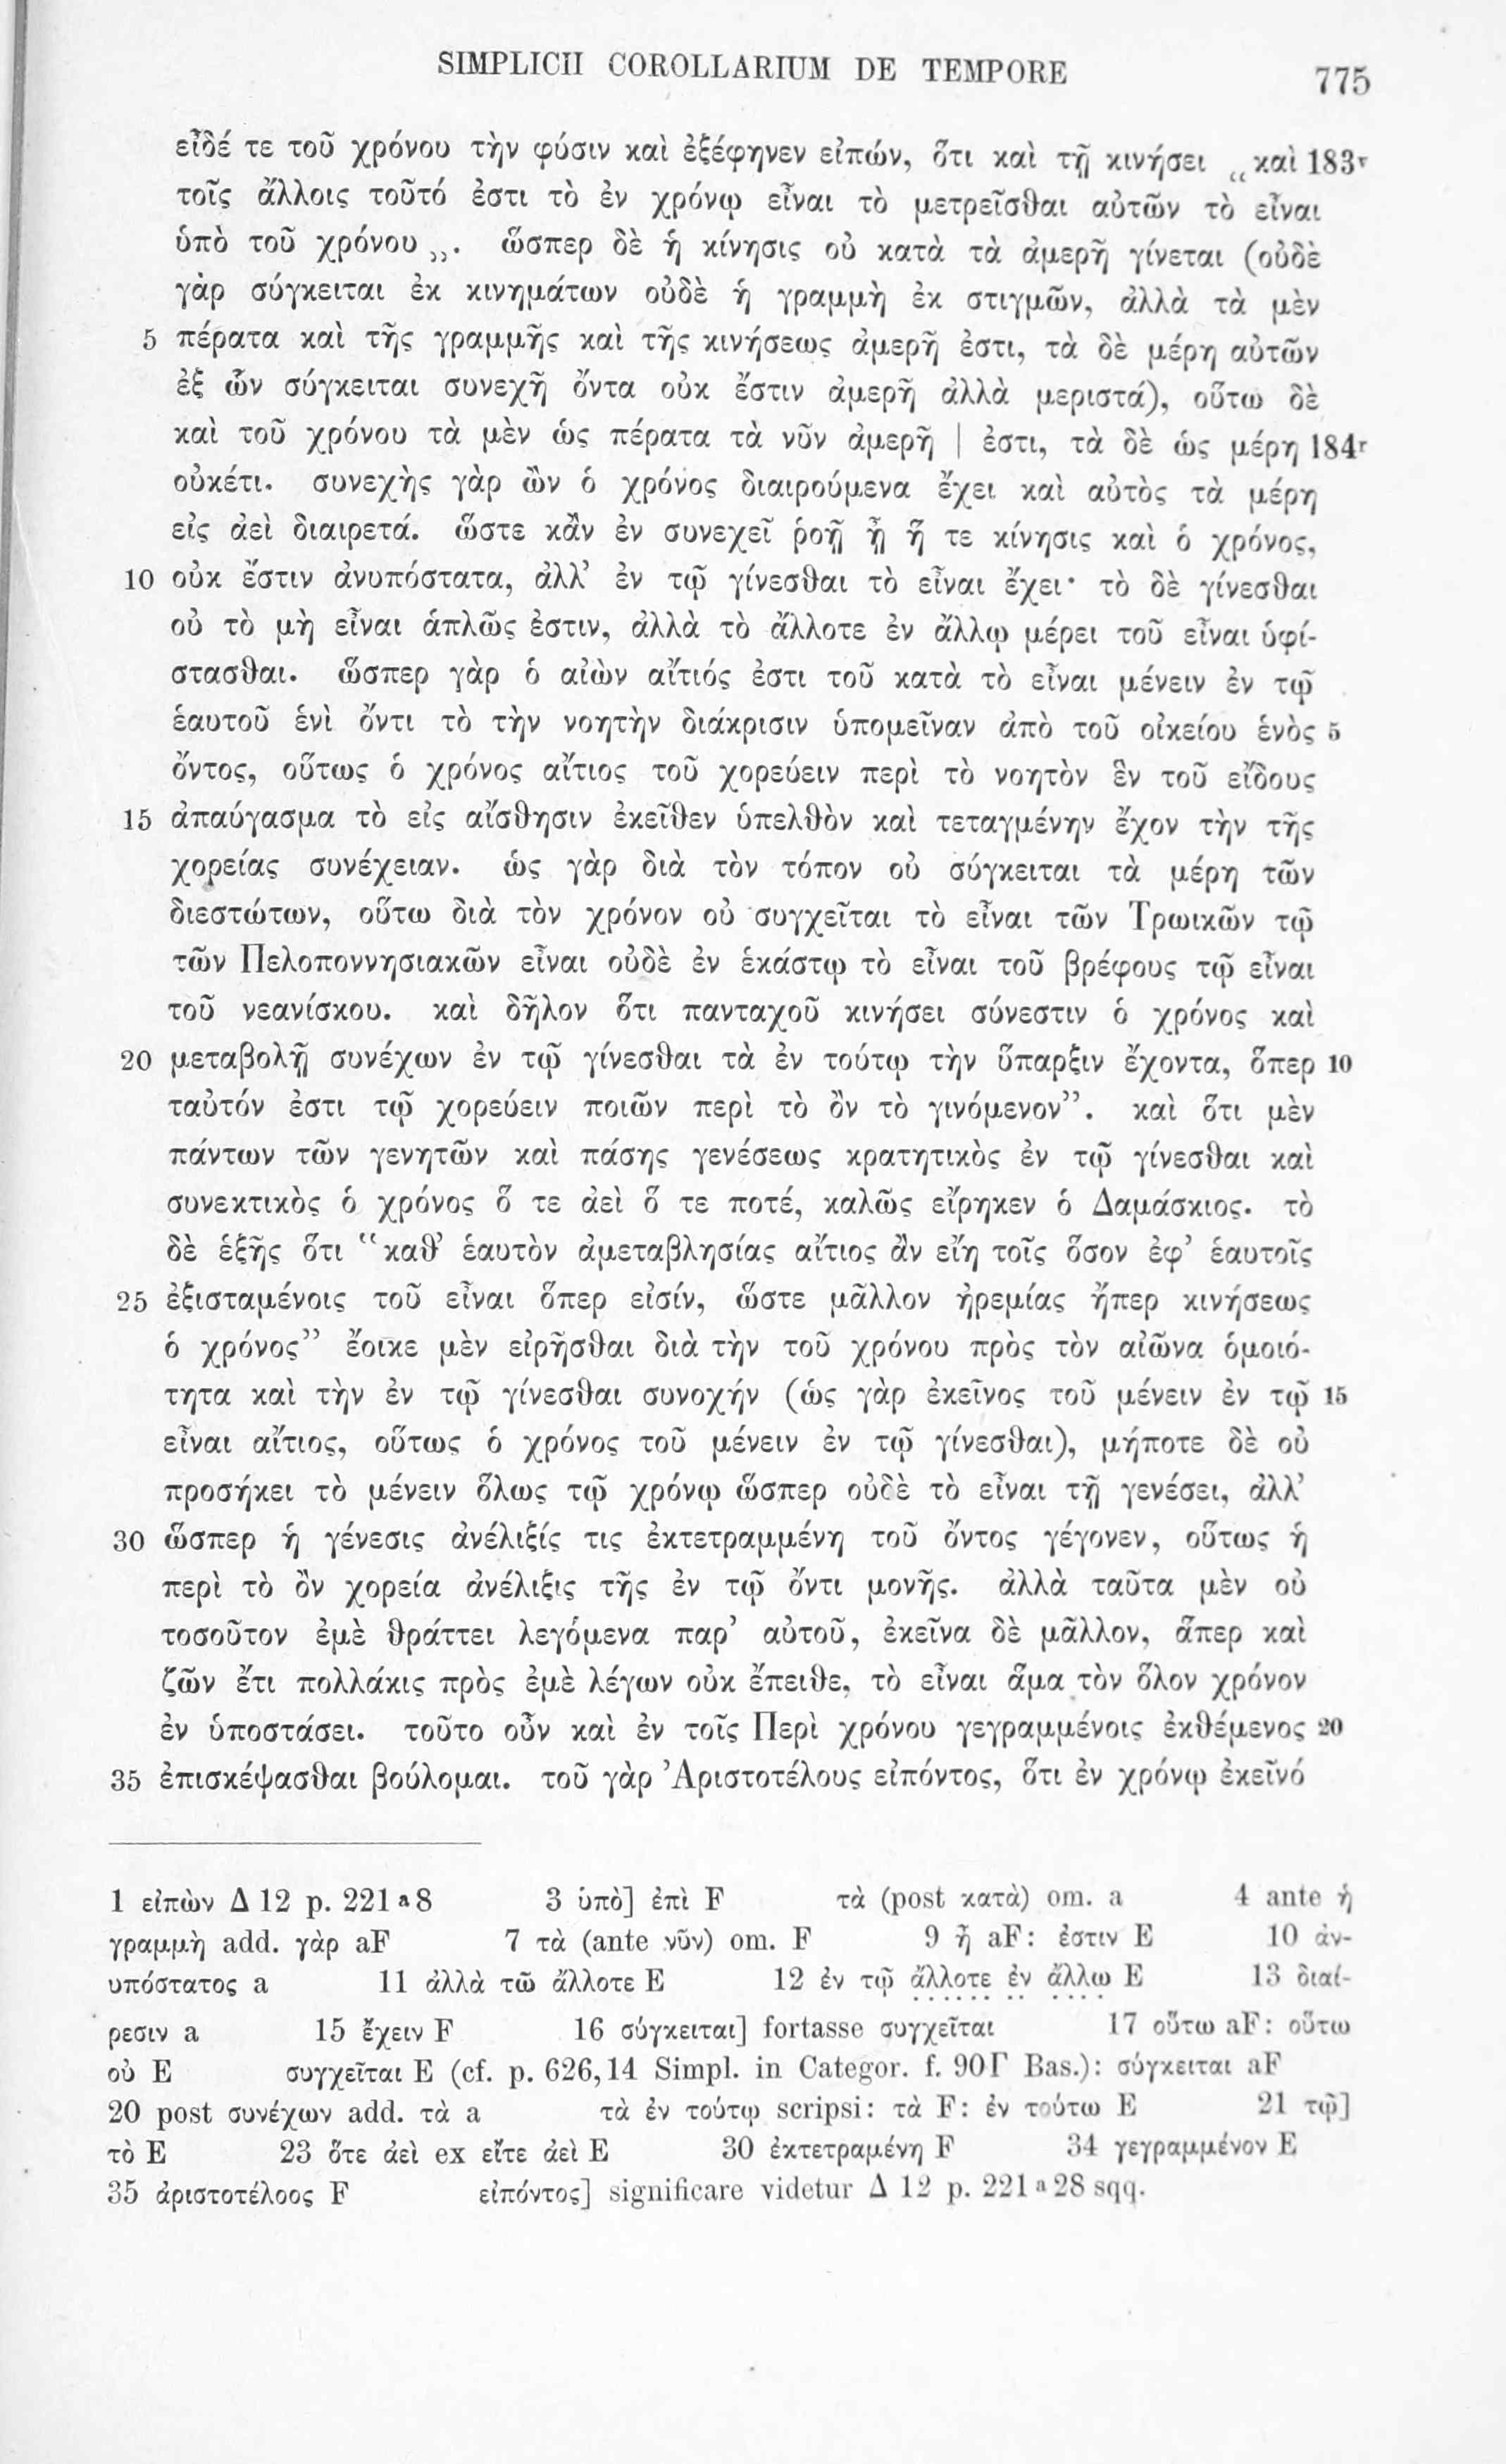 SIMPLICII COROLLARIUM DE TEMPORE 775
εἶδέ τε τοῦ χρόνου τὴν φύσιν καὶ ἐξέφηνεν εἰπών, ὅτι καὶ τῇ κινήσει „καὶ 183r
τοῖς ἄλλοις τοῦτό ἐστι τὸ ἐν χρόνῳ εἶναι τὸ μετρεῖσθαι αὐτῶν τὸ εἶναι
ὑπὸ τοῦ χρόνου„. ὥσπερ δὲ ἡ κίνησις οὐ κατὰ τὰ ἀμερῆ γίνεται (οὐδὲ
γὰρ σύγκειται ἐκ κινημάτων οὐδὲ ἡ γραμμὴ ἐκ στιγμῶν, ἀλλὰ τὰ μὲν
5 πέρατα καὶ τῆς γραμμῆς καὶ τῆς κινήσεως ἀμερῆ ἐστι, τὰ δὲ μέρη αὐτῶν
ἐξ ὧν σύγκειται συνεχῆ ὄντα οὐκ ἔστιν ἀμερῆ ἀλλὰ μεριστά), οὕτω δὲ
καὶ τοῦ χρόνου τὰ μὲν ὡς πέρατα τὰ νῦν ἀμερῆ | ἐστι, τὰ δὲ ὡς μέρη 184r
οὐκέτι. συνεχὴς γὰρ ὢν ὁ χρόνος διαιρούμενα ἔχει καὶ αὐτὸς τὰ μέρη
εἰς ἀεὶ διαιρετά. ὥστε κἂν ἐν συνεχεῖ ῥοῇ ᾖ ἥ τε κίνησις καὶ ὁ χρόνος,
10 οὐκ ἔστιν ἀνυπόστατα, ἀλλ’ ἐν τῷ γίνεσθαι τὸ εἶναι ἔχει· τὸ δὲ γίνεσθαι
οὐ τὸ μὴ εἶναι ἁπλῶς ἐστιν, ἀλλὰ τὸ ἄλλοτε ἐν ἄλλῳ μέρει τοῦ εἶναι ὑφί-
στασθαι. ὥσπερ γὰρ ὁ αἰὼν αἴτιός ἐστι τοῦ κατὰ τὸ εἶναι μένειν ἐν τῷ
ἑαυτοῦ ἑνὶ ὄντι τὸ τὴν νοητὴν διάκρισιν ὑπομεῖναν ἀπὸ τοῦ οἰκείου ἑνὸς 5
ὄντος, οὕτως ὁ χρόνος αἴτιος τοῦ χορεύειν περὶ τὸ νοητὸν ἓν τοῦ εἴδους
15 ἀπαύγασμα τὸ εἰς αἴσθησιν ἐκεῖθεν ὑπελθὸν καὶ τεταγμένην ἔχον τὴν τῆς
χορείας συνέχειαν. ὡς γὰρ διὰ τὸν τόπον οὐ σύγκειται τὰ μέρη τῶν
διεστώτων, οὕτω διὰ τὸν χρόνον οὐ συγχεῖται τὸ εἶναι τῶν Τρωικῶν τῷ
τῶν Πελοποννησιακῶν εἶναι οὐδὲ ἐν ἑκάστῳ τὸ εἶναι τοῦ βρέφους τῷ εἶναι
τοῦ νεανίσκου. καὶ δῆλον ὅτι πανταχοῦ κινήσει σύνεστιν ὁ χρόνος καὶ
20 μεταβολῇ συνέχων ἐν τῷ γίνεσθαι τὰ ἐν τούτῳ τὴν ὕπαρξιν ἔχοντα, ὅπερ 10
ταὐτόν ἐστι τῷ χορεύειν ποιῶν περὶ τὸ ὂν τὸ γινόμενον”. καὶ ὅτι μὲν
πάντων τῶν γενητῶν καὶ πάσης γενέσεως κρατητικὸς ἐν τῷ γίνεσθαι καὶ
συνεκτικὸς ὁ χρόνος ὅ τε ἀεὶ ὅ τε ποτέ, καλῶς εἴρηκεν ὁ Δαμάσκιος. τὸ
δὲ ἑξῆς ὅτι “καθ’ ἑαυτὸν ἀμεταβλησίας αἴτιος ἂν εἴη τοῖς ὅσον ἐφ’ ἑαυτοῖς
25 ἐξισταμένοις τοῦ εἶναι ὅπερ εἰσίν, ὥστε μᾶλλον ἠρεμίας ἤπερ κινήσεως
ὁ χρόνος” ἔοικε μὲν εἰρῆσθαι διὰ τὴν τοῦ χρόνου πρὸς τὸν αἰῶνα ὁμοιό-
τητα καὶ τὴν ἐν τῷ γίνεσθαι συνοχήν (ὡς γὰρ ἐκεῖνος τοῦ μένειν ἐν τῷ 15
εἶναι αἴτιος, οὕτως ὁ χρόνος τοῦ μένειν ἐν τῷ γίνεσθαι), μήποτε δὲ οὐ
προσήκει τὸ μένειν ὅλως τῷ χρόνῳ ὥσπερ οὐδὲ τὸ εἶναι τῇ γενέσει, ἀλλ’
30 ὥσπερ ἡ γένεσις ἀνέλιξίς τις ἐκτετραμμένη τοῦ ὄντος γέγονεν, οὕτως ἡ
περὶ τὸ ὂν χορεία ἀνέλιξις τῆς ἐν τῷ ὄντι μονῆς. ἀλλὰ ταῦτα μὲν οὐ
τοσοῦτον ἐμὲ θράττει λεγόμενα παρ’ αὐτοῦ, ἐκεῖνα δὲ μᾶλλον, ἅπερ καὶ
ζῶν ἔτι πολλάκις πρὸς ἐμὲ λέγων οὐκ ἔπειθε, τὸ εἶναι ἅμα τὸν ὅλον χρόνον
ἐν ὑποστάσει. τοῦτο οὖν καὶ ἐν τοῖς Περὶ χρόνου γεγραμμένοις ἐκθέμενος 20
35 ἐπισκέψασθαι βούλομαι. τοῦ γὰρ Ἀριστοτέλους εἰπόντος, ὅτι ἐν χρόνῳ ἐκεῖνό
1 εἰπὼν Δ 12 p. 221 a 8 3 ὑπὸ] ἐπὶ F τὰ (post κατὰ) om. a 4 ante ἡ
γραμμὴ add. γὰρ aF 7 τὰ (ante νῦν) om. F 9 ᾖ aF: ἐστιν E 10 ἀν-
υπόστατος a 11 ἀλλὰ τῶ ἄλλοτε E 12 ἐν τῷ ἄλλοτε ἐν ἄλλω E 13 διαί-
ρεσιν a 15 ἔχειν F 16 σύγκειται] fortasse συγχεῖται 17 οὕτω aF: οὕτω
οὐ E συγχεῖται E (cf. p. 626,14 Simpl. in Categor. f. 90Γ Bas.): σύγκειται aF
20 post συνέχων add. τὰ a τὰ ἐν τούτῳ scripsi: τὰ F: ἐν τούτω E 21 τῷ]
τὸ E 23 ὅτε ἀεὶ ex εἴτε ἀεὶ E 30 ἐκτετραμένη F 34 γεγραμμένον E
35 ἀριστοτέλοος F εἰπόντος] significare videtur Δ 12 p. 221 a 28 sqq.